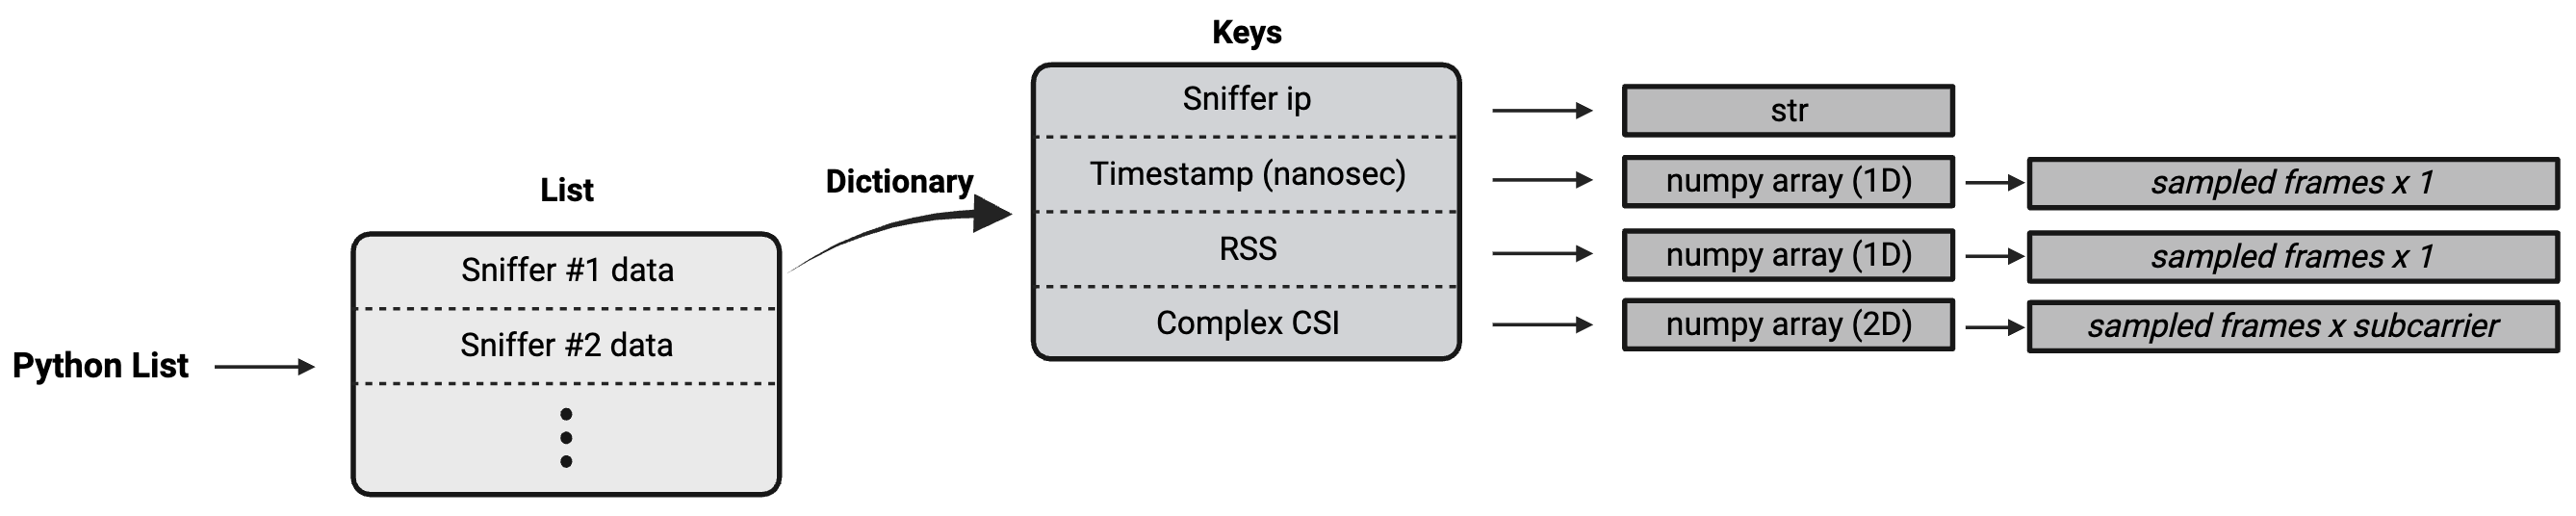 Python List
List
Sniffer #1 data
Sniffer #2 data
Dictionary
Keys
Sniffer ip
Timestamp (nanosec)
RSS
Complex CSI
str
numpy array (1D)
sampled frames x 1
numpy array (1D)
sampled frames x 1
numpy array (2D)
sampled frames x subcarrier